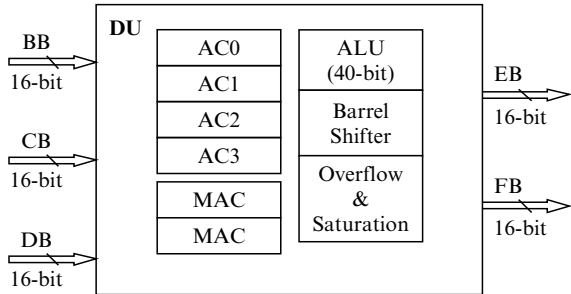 DU
BB
16-bit
CB
16-bit
DB
16-bit
AC0
AC1
AC2
AC3
MAC
MAC
ALU
(40-bit)
Barrel
Shifter
Overflow
&
Saturation
EB
16-bit
FB
16-bit